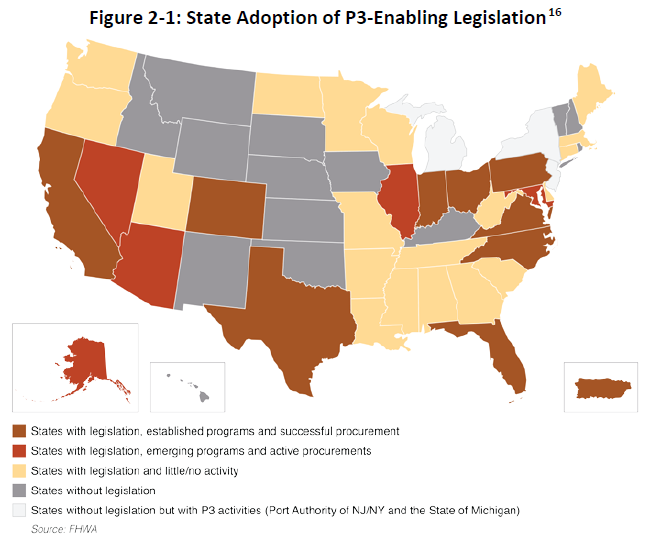 Figure 2-1: State Adoption of P3-Enabling Legislation16
States with legislation, established programs and successful procurement
States with legislation, emerging programs and active procurements
States with legislation and little/no activity
States without legislation
States without legislation but with P3 activities (Port Authority of NJ/NY and the State of Michigan)
Source: FHWA